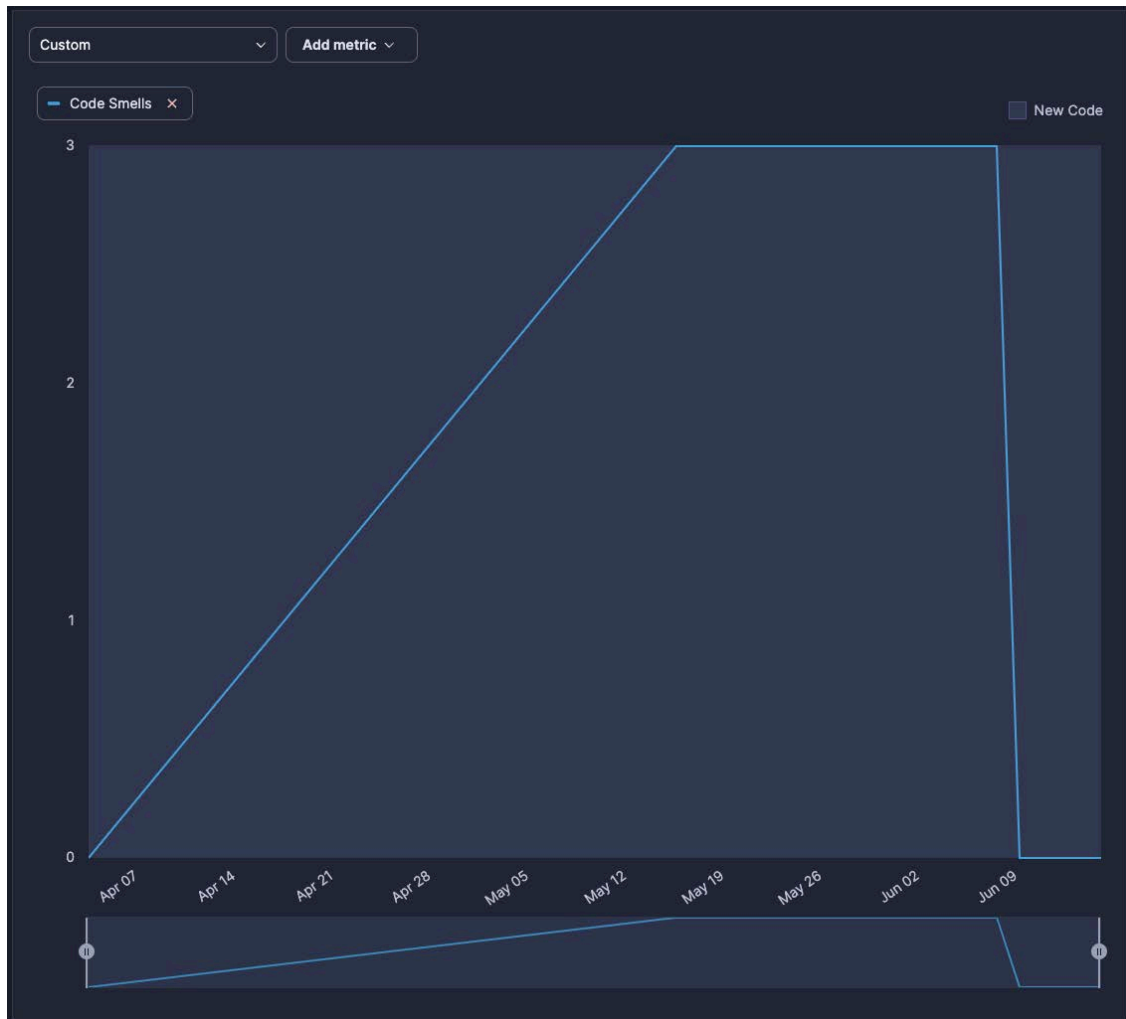 Custom
Add metric
Code Smells
New Code
3
2
1
0
Apr 07
Apr 14
Apr 21
Apr 28
May 05
May 12
May 19
May 26
Jun 02
Jun 09